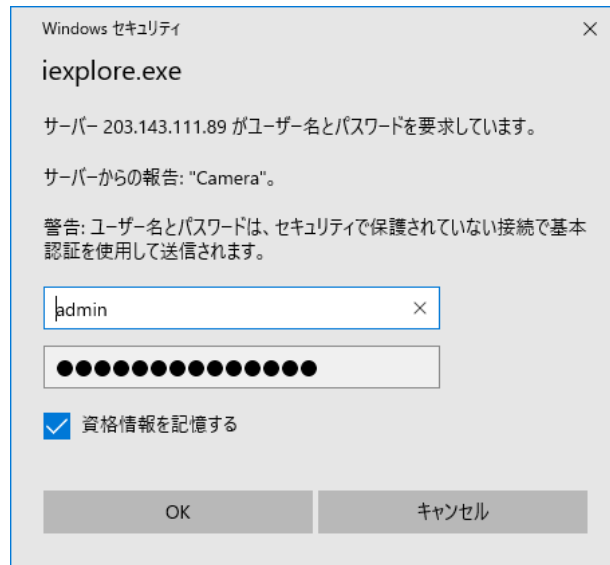 Windows セキュリティ
iexplore.exe
サーバー 203.143.111.89 がユーザー名とパスワードを要求しています。
サーバーからの報告: "Camera"。
警告: ユーザー名とパスワードは、セキュリティで保護されていない接続で基本
認証を使用して送信されます。
admin
●●●●●●●●●●●●●●
資格情報を記憶する
OK キャンセル